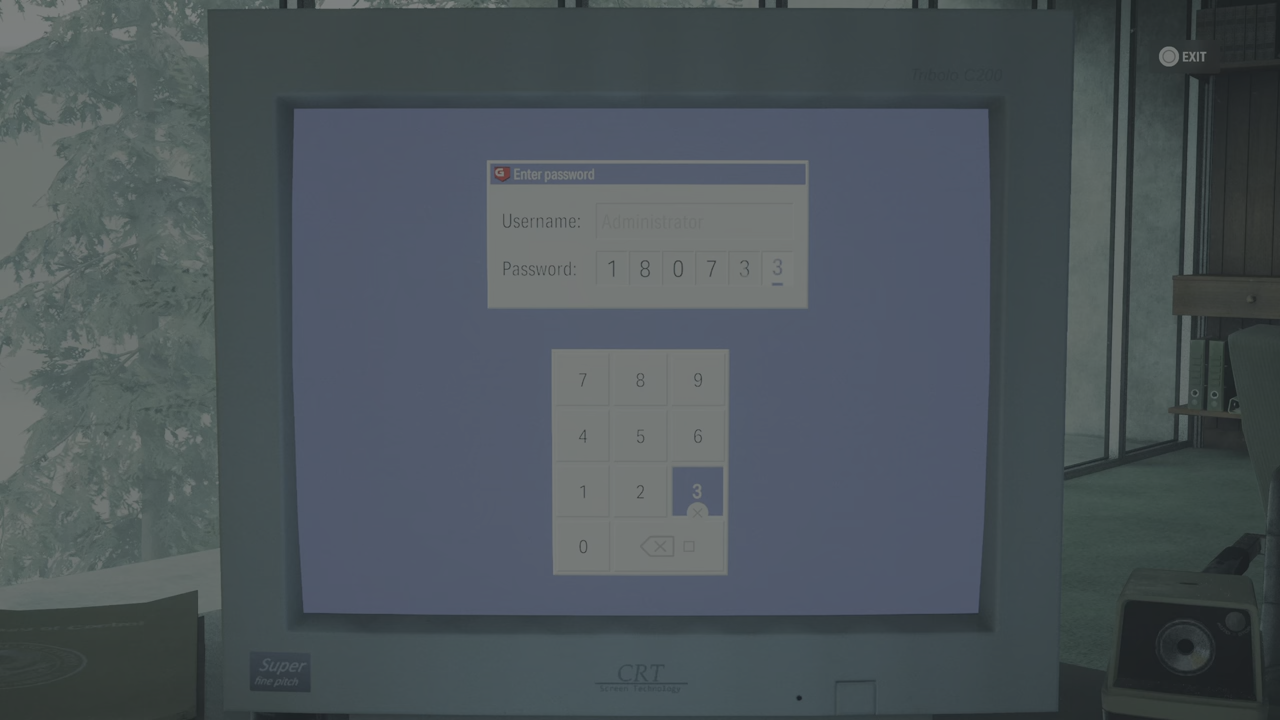 EXIT
G Enter password
Username: Administrator
Password: 1 8 0 7 3 3
7 8 9
4 5 6
1 2 3
0
Super
fine pitch
CRT
Screen Technology